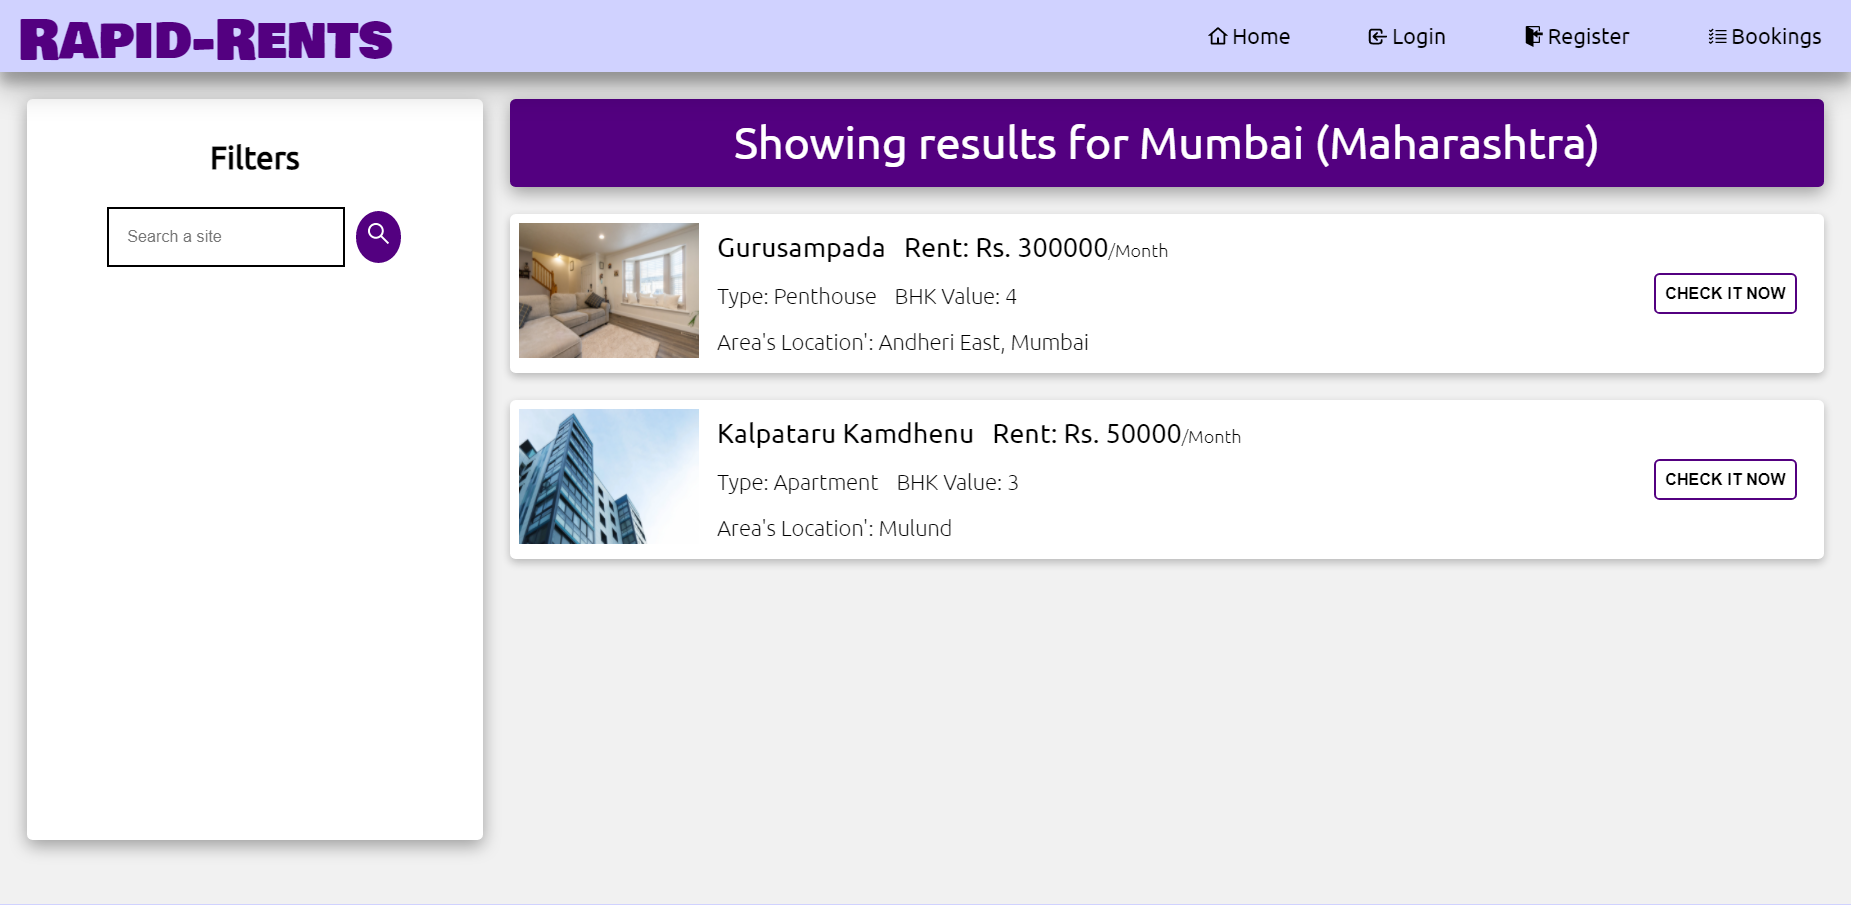 RAPID-RENTS
Home Login Register Bookings
Filters
Search a site
Showing results for Mumbai (Maharashtra)
Gurusampada Rent: Rs. 300000/Month
Type: Penthouse BHK Value: 4
Area's Location': Andheri East, Mumbai
CHECK IT NOW
Kalpataru Kamdhenu Rent: Rs. 50000/Month
Type: Apartment BHK Value: 3
Area's Location': Mulund
CHECK IT NOW